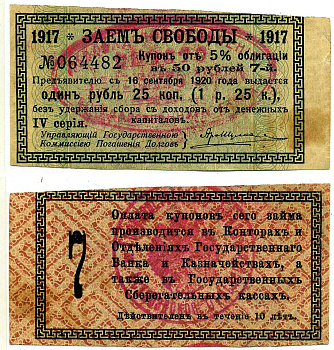 1917 * ЗАЕМЪ СВОБОДЫ * 1917
№064482 Купонъ отъ 5% облигаціи
въ 50 рублей 7-й.
Предъявителю съ 16 сентября 1920 года выдается
одинъ рубль 25 коп. (1 р. 25 к.),
безъ удержанія сбора съ доходовъ отъ денежныхъ
капиталовъ.
IV серія.
Управляющій Государственною
Коммиссіею Погашенія Долговъ
7
Оплата купоновъ сего займа
производится въ Конторахъ и
Отдѣленіяхъ Государственнаго
Банка и Казначействахъ, а
также въ Государственныхъ
Сберегательныхъ кассахъ.
Дѣйствителенъ въ теченіе 10 лѣтъ.